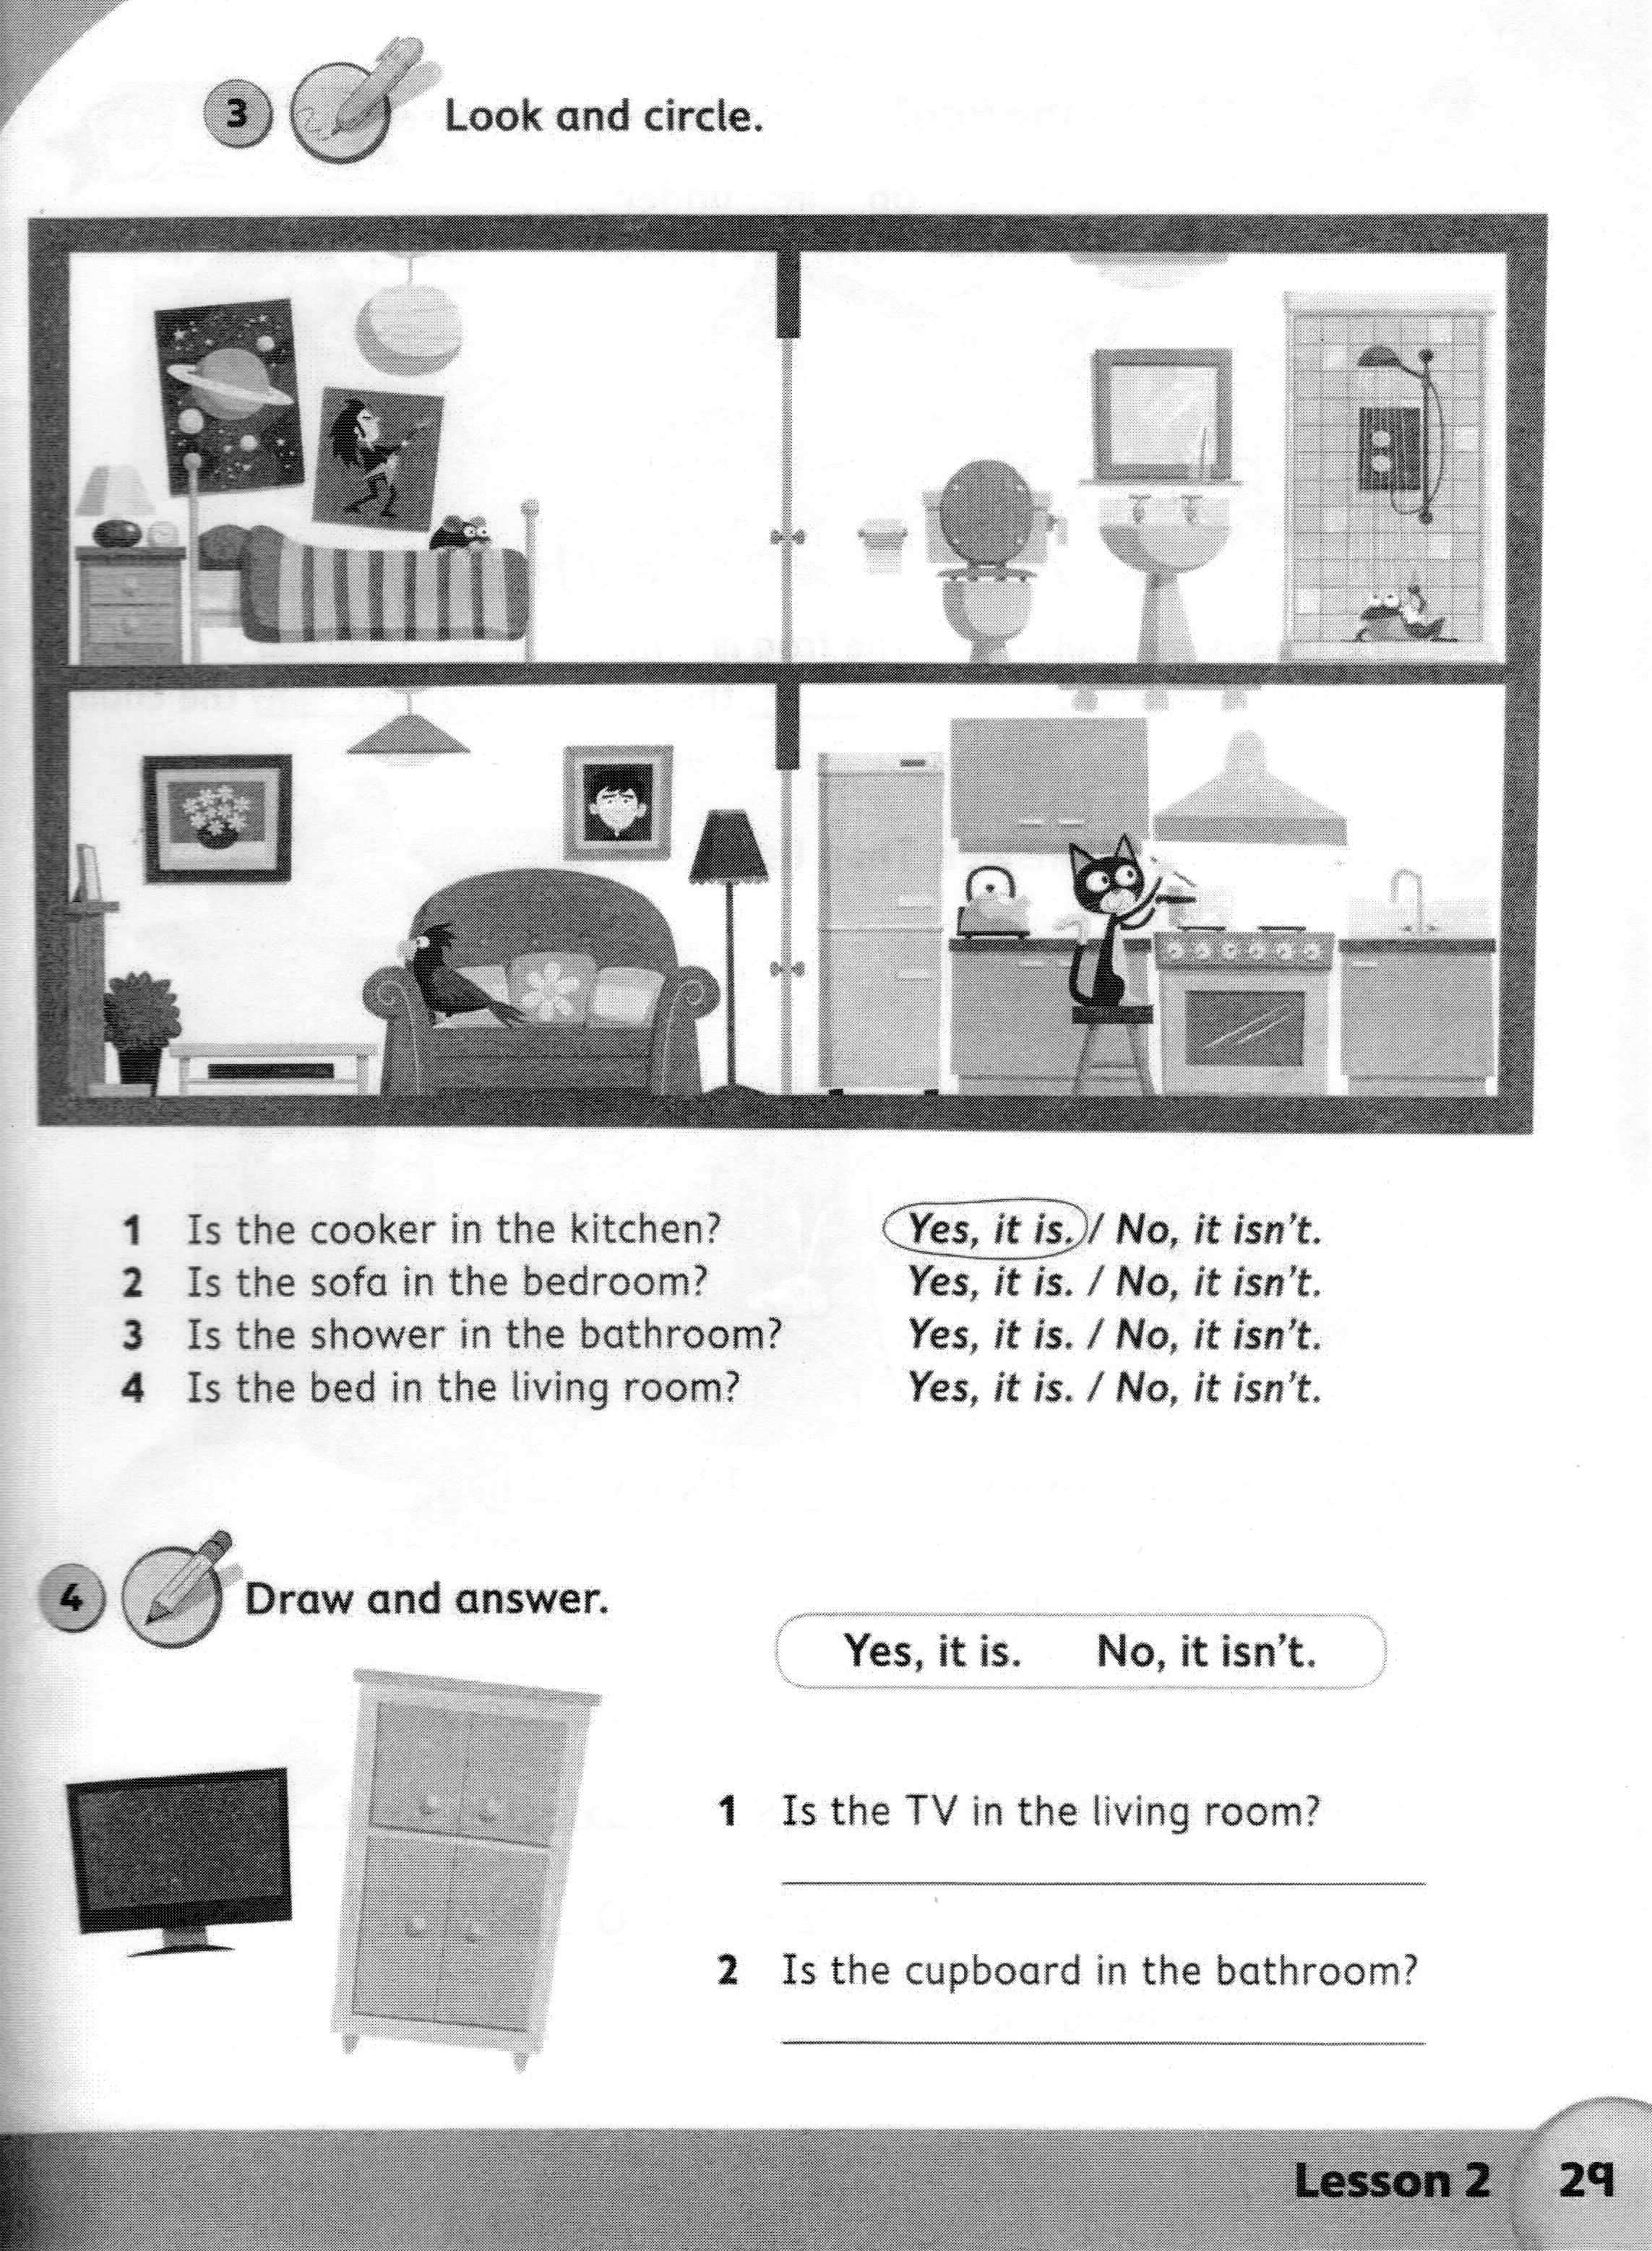 3 Look and circle.
1 Is the cooker in the kitchen? Yes, it is. / No, it isn't.
2 Is the sofa in the bedroom? Yes, it is. / No, it isn't.
3 Is the shower in the bathroom? Yes, it is. / No, it isn't.
4 Is the bed in the living room? Yes, it is. / No, it isn't.
4 Draw and answer.
Yes, it is. No, it isn't.
1 Is the TV in the living room?
2 Is the cupboard in the bathroom?
Lesson 2 29